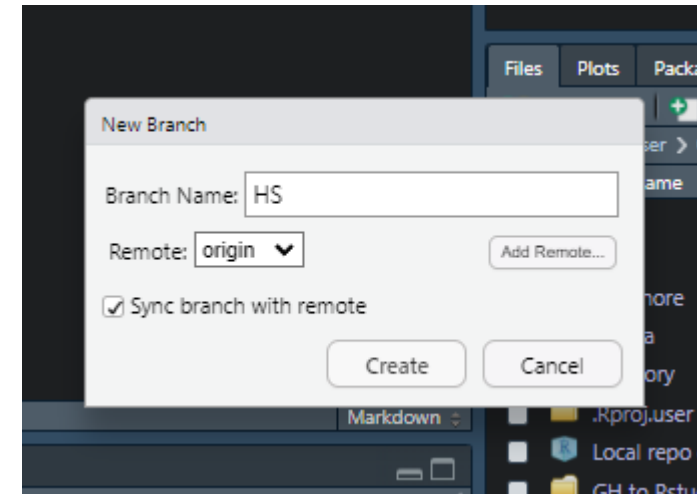 Files Plots Packa
New Branch
ser
Branch Name: HS
ame
Remote: origin
Add Remote...
Sync branch with remote
nore
a
Create
Cancel
ory
Markdown
.Rproj.user
Local repo
GH to Rstu